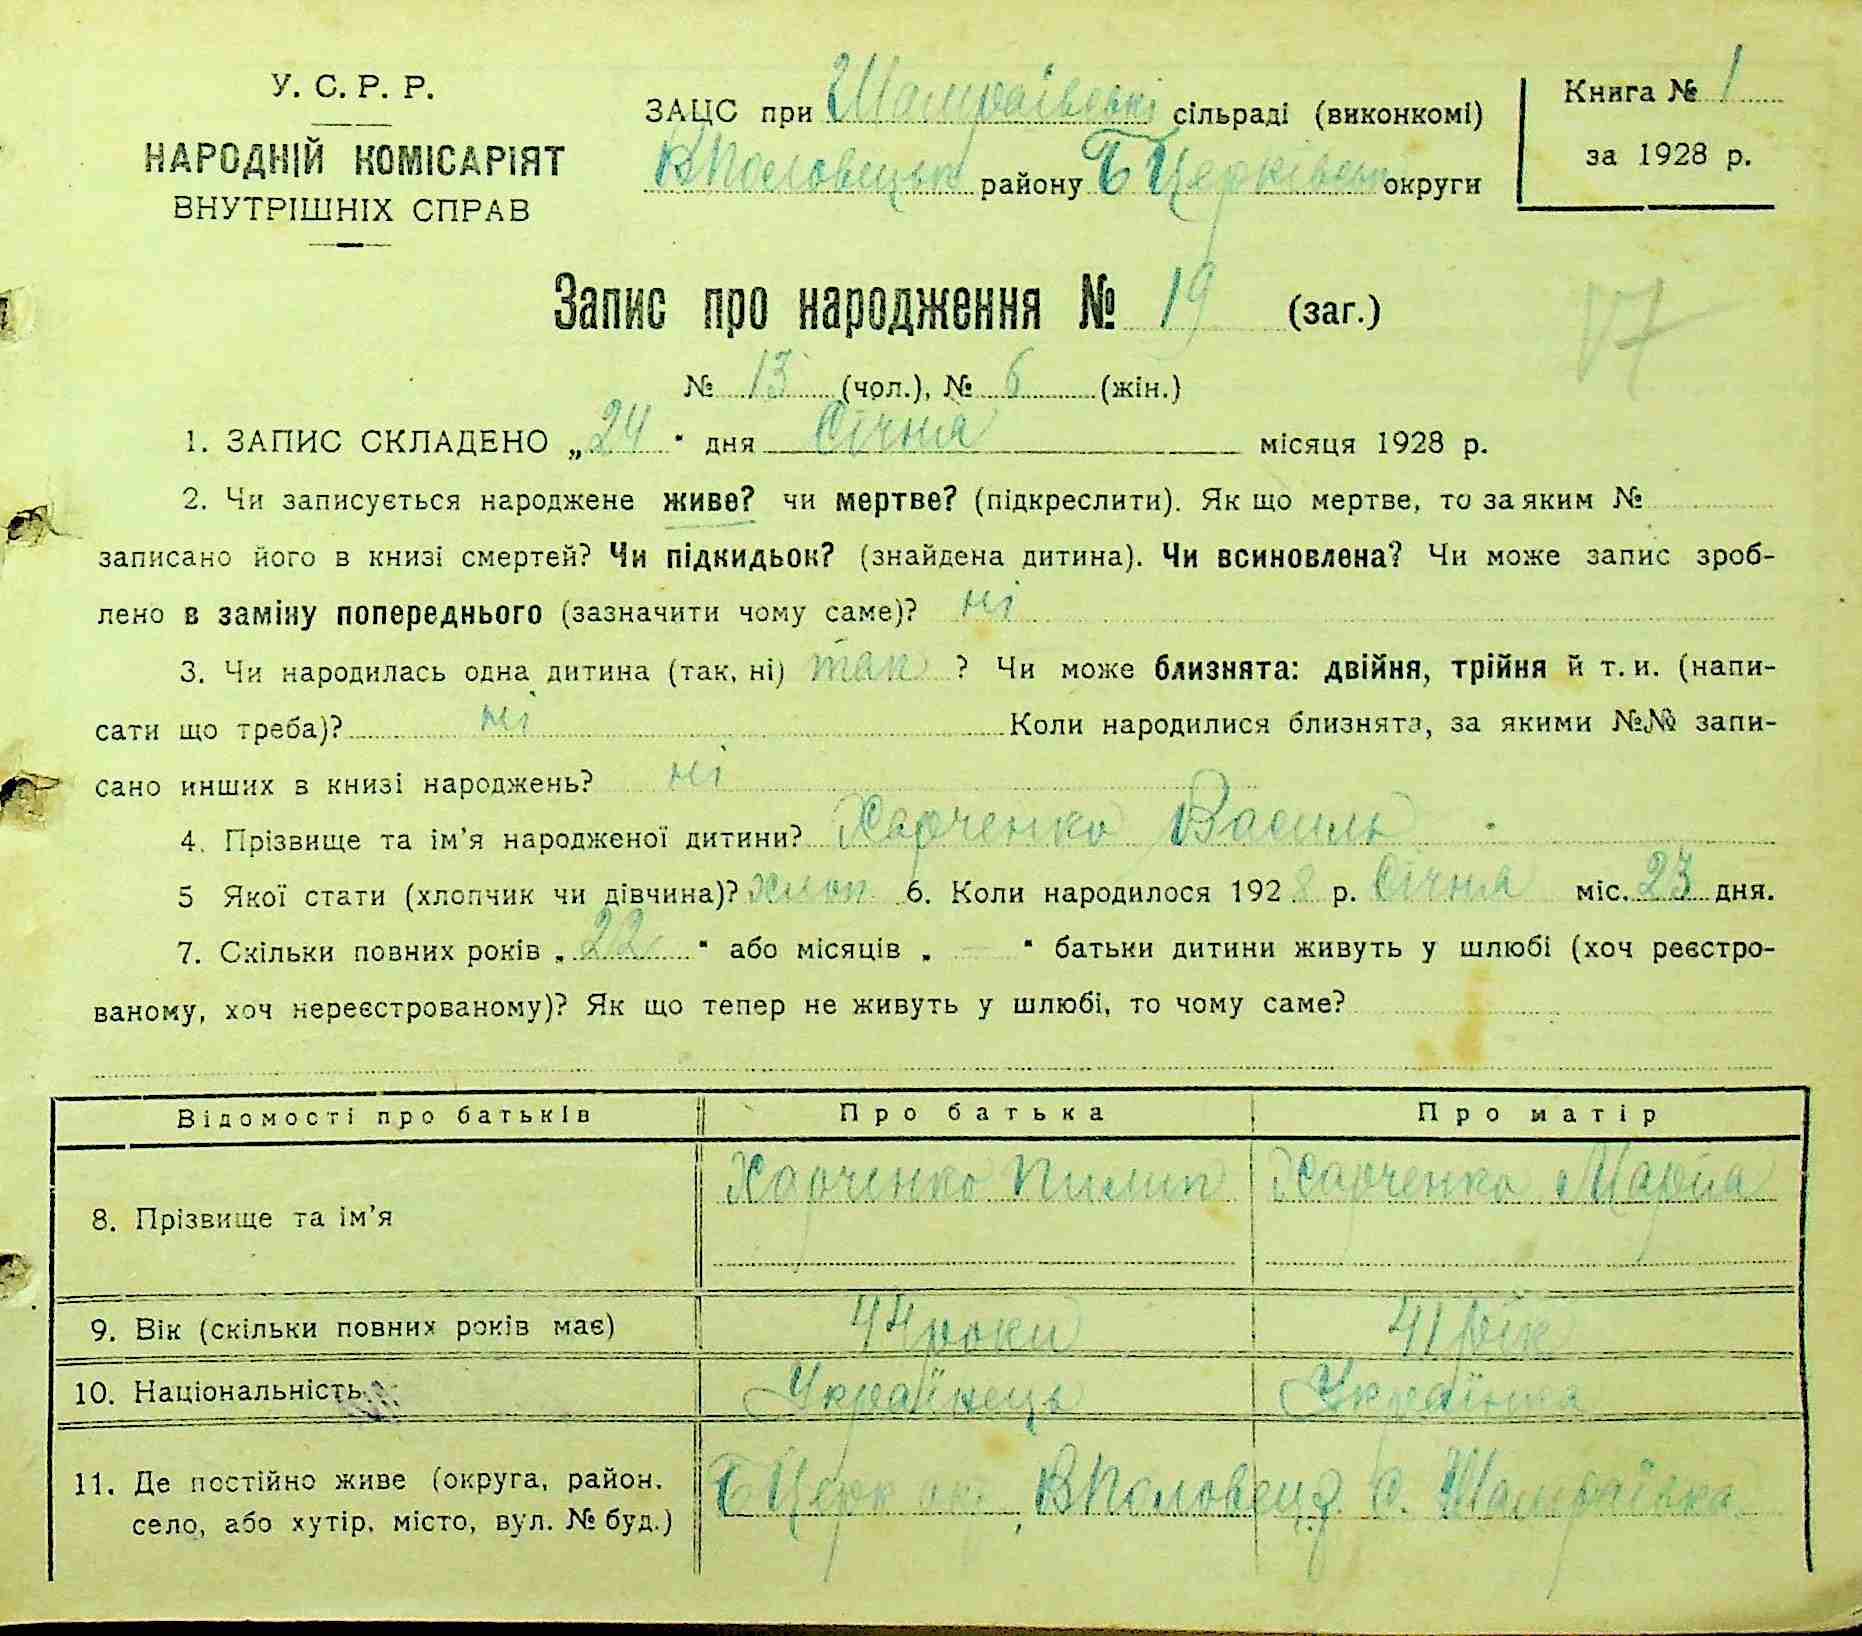 У. С. Р. Р.
НАРОДНІЙ КОМІСАРІЯТ
ВНУТРІШНІХ СПРАВ
ЗАЦС при Шамраївські сільраді (виконкомі)
ВПоловецьк району БЦерківськ округи
Книга № 1
за 1928 р.
Запис про народження № 19 (заг.)
17
№ 13 (чол.), № 6 (жін.)
1. ЗАПИС СКЛАДЕНО „24" дня Січня місяця 1928 р.
2. Чи записується народжене живе? чи мертве? (підкреслити). Як що мертве, то за яким №
записано його в книзі смертей? Чи підкидьок? (знайдена дитина). Чи всиновлена? Чи може запис зроб-
лено в заміну попереднього (зазначити чому саме)? ні
3. Чи народилась одна дитина (так, ні) так ? Чи може близнята: двійня, трійня й т. и. (напи-
сати що треба)? ні Коли народилися близнята, за якими №№ запи-
сано инших в книзі народжень? ні
4. Прізвище та ім'я народженої дитини? Харченко Василь
5 Якої стати (хлопчик чи дівчина)? хлоп 6. Коли народилося 1928 р. Січня міс. 23 дня.
7. Скільки повних років „22" або місяців „ — " батьки дитини живуть у шлюбі (хоч реєстро-
ваному, хоч нереєстрованому)? Як що тепер не живуть у шлюбі, то чому саме?
Відомості про батьків Про батька Про матір
8. Прізвище та ім'я Харченко Пилип Харченко Марія
9. Вік (скільки повних років має) 44 роки 41 рік
10. Національність Українець Українка
11. Де постійно живе (округа, район, село, або хутір, місто, вул. № буд.) БЦерк ок, ВПоловец р. с. Шамраївка